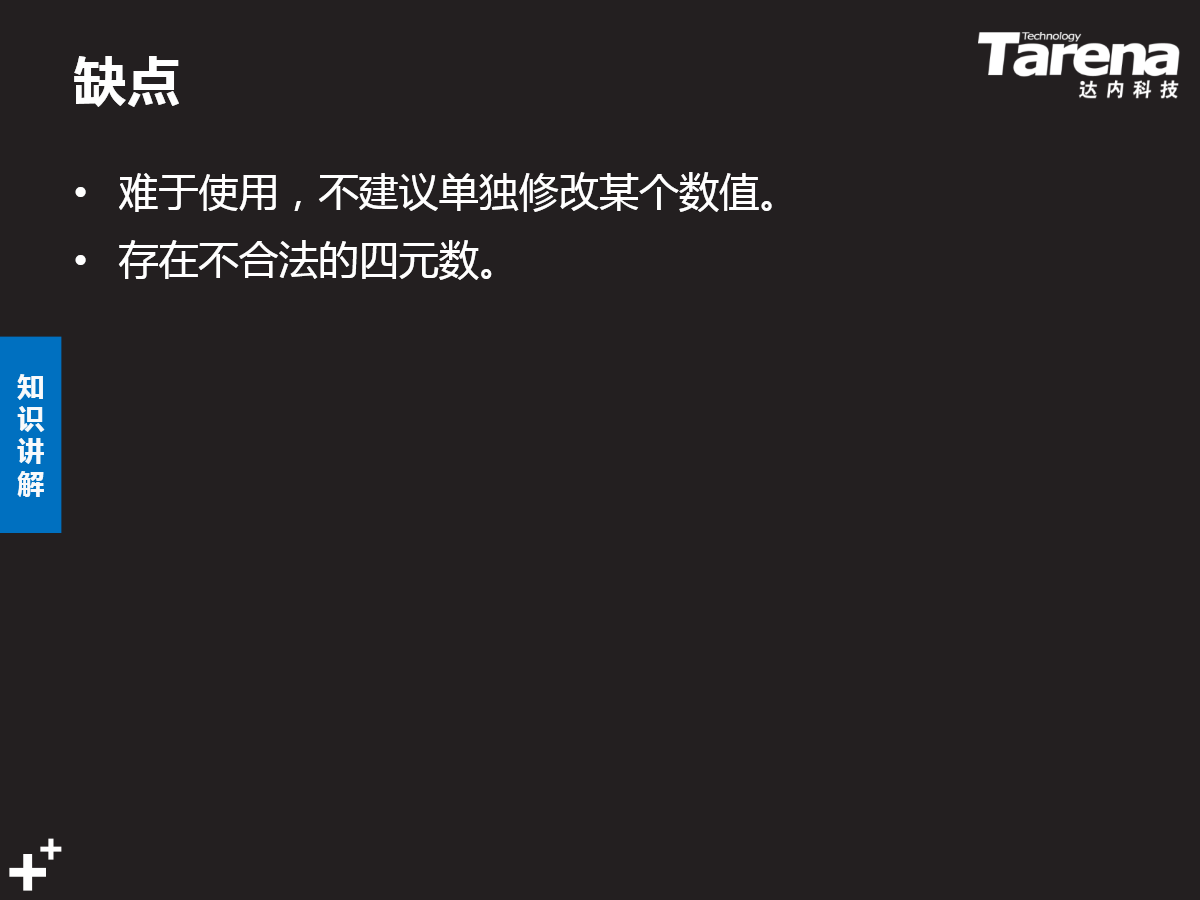 缺点
Technology
Tarena
达内科技
• 难于使用，不建议单独修改某个数值。
• 存在不合法的四元数。
知识讲解